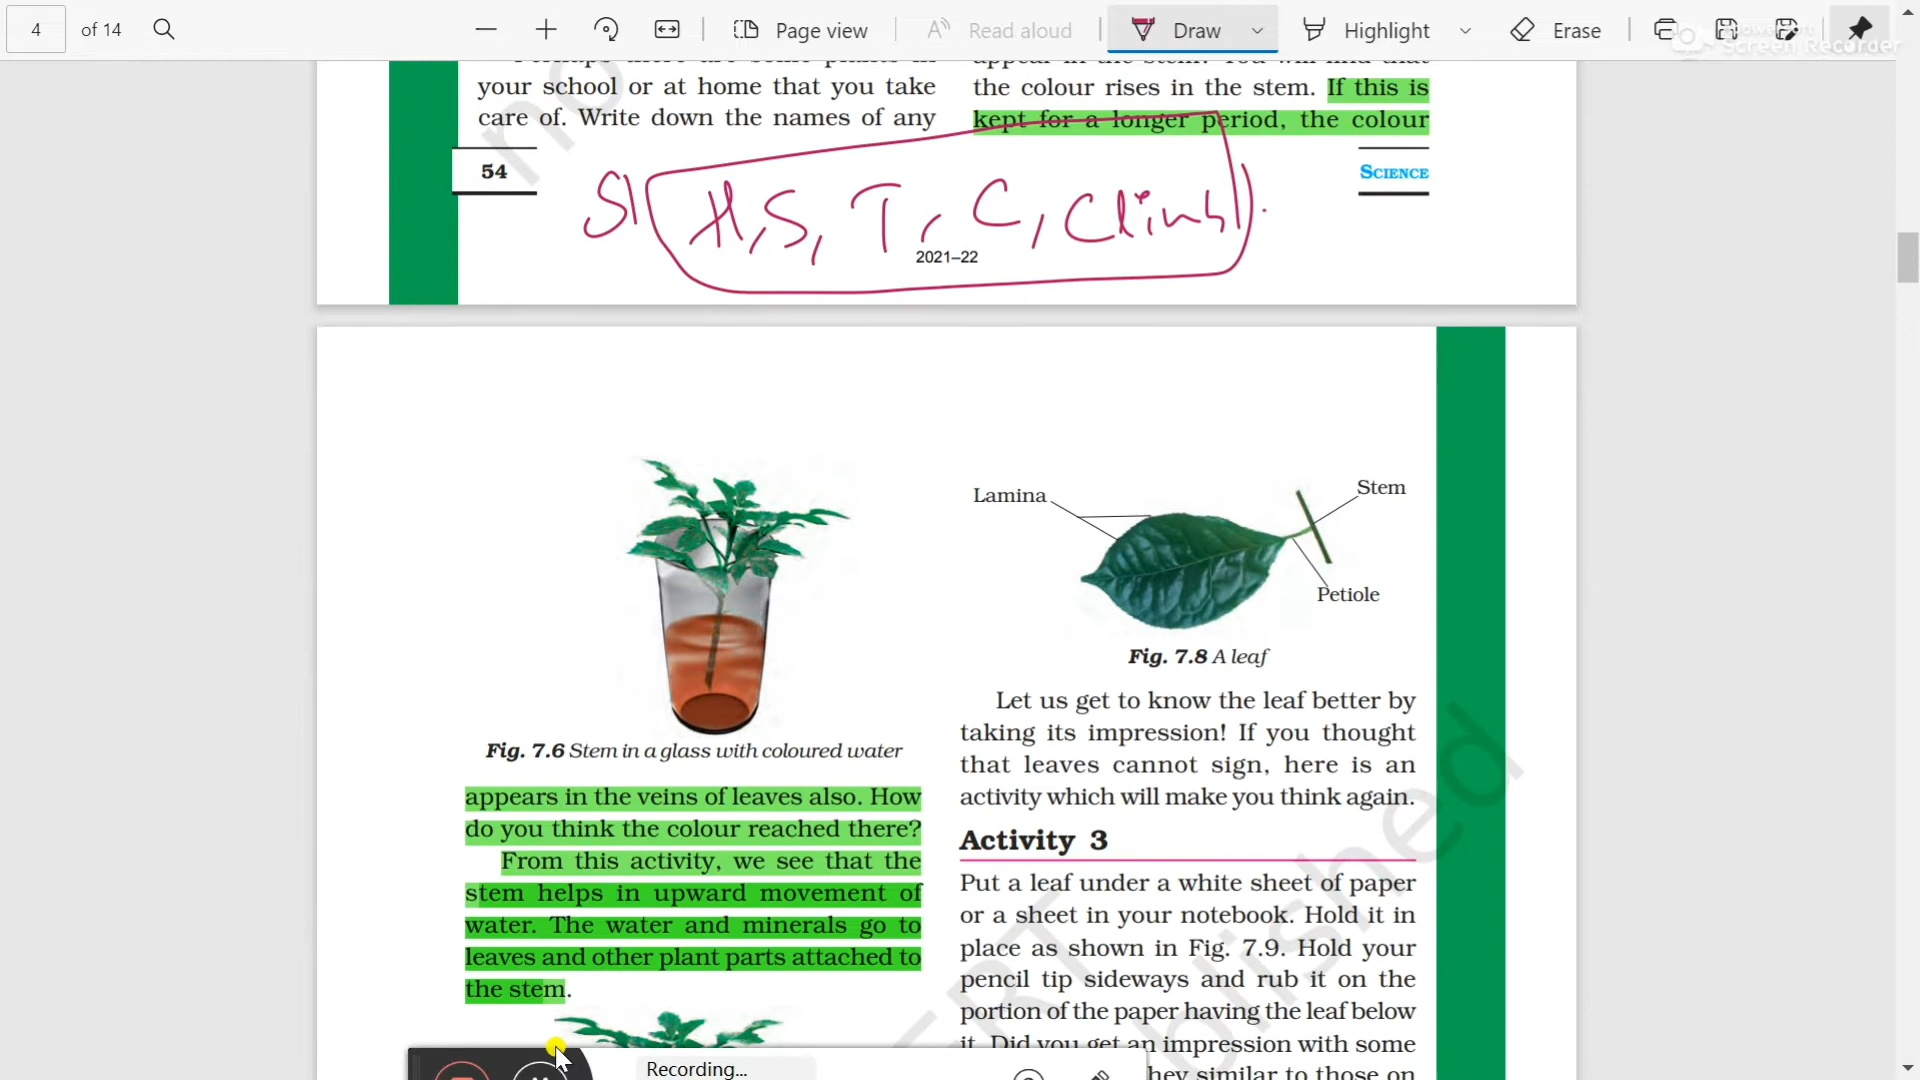 4 of 14 Page view Read aloud Draw Highlight Erase
Screen Recorder
your school or at home that you take
care of. Write down the names of any
54
the colour rises in the stem. If this is
kept for a longer period, the colour
SCIENCE
H, S, T, C, Climb
2021–22
Fig. 7.6 Stem in a glass with coloured water
appears in the veins of leaves also. How
do you think the colour reached there?
From this activity, we see that the
stem helps in upward movement of
water. The water and minerals go to
leaves and other plant parts attached to
the stem.
Lamina
Stem
Petiole
Fig. 7.8 A leaf
Let us get to know the leaf better by
taking its impression! If you thought
that leaves cannot sign, here is an
activity which will make you think again.
Activity 3
Put a leaf under a white sheet of paper
or a sheet in your notebook. Hold it in
place as shown in Fig. 7.9. Hold your
pencil tip sideways and rub it on the
portion of the paper having the leaf below
it. Did you get an impression with some
hey similar to those on
Recording...